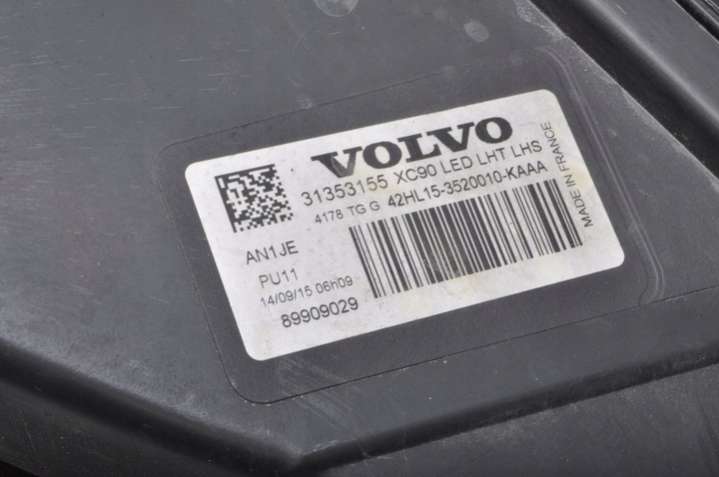 VOLVO
31353155 XC90 LED LHT LHS
4178 TG G 42HL15-3520010-KAAA
MADE IN FRANCE
AN1JE
PU11
14/09/15 06h09
89909029